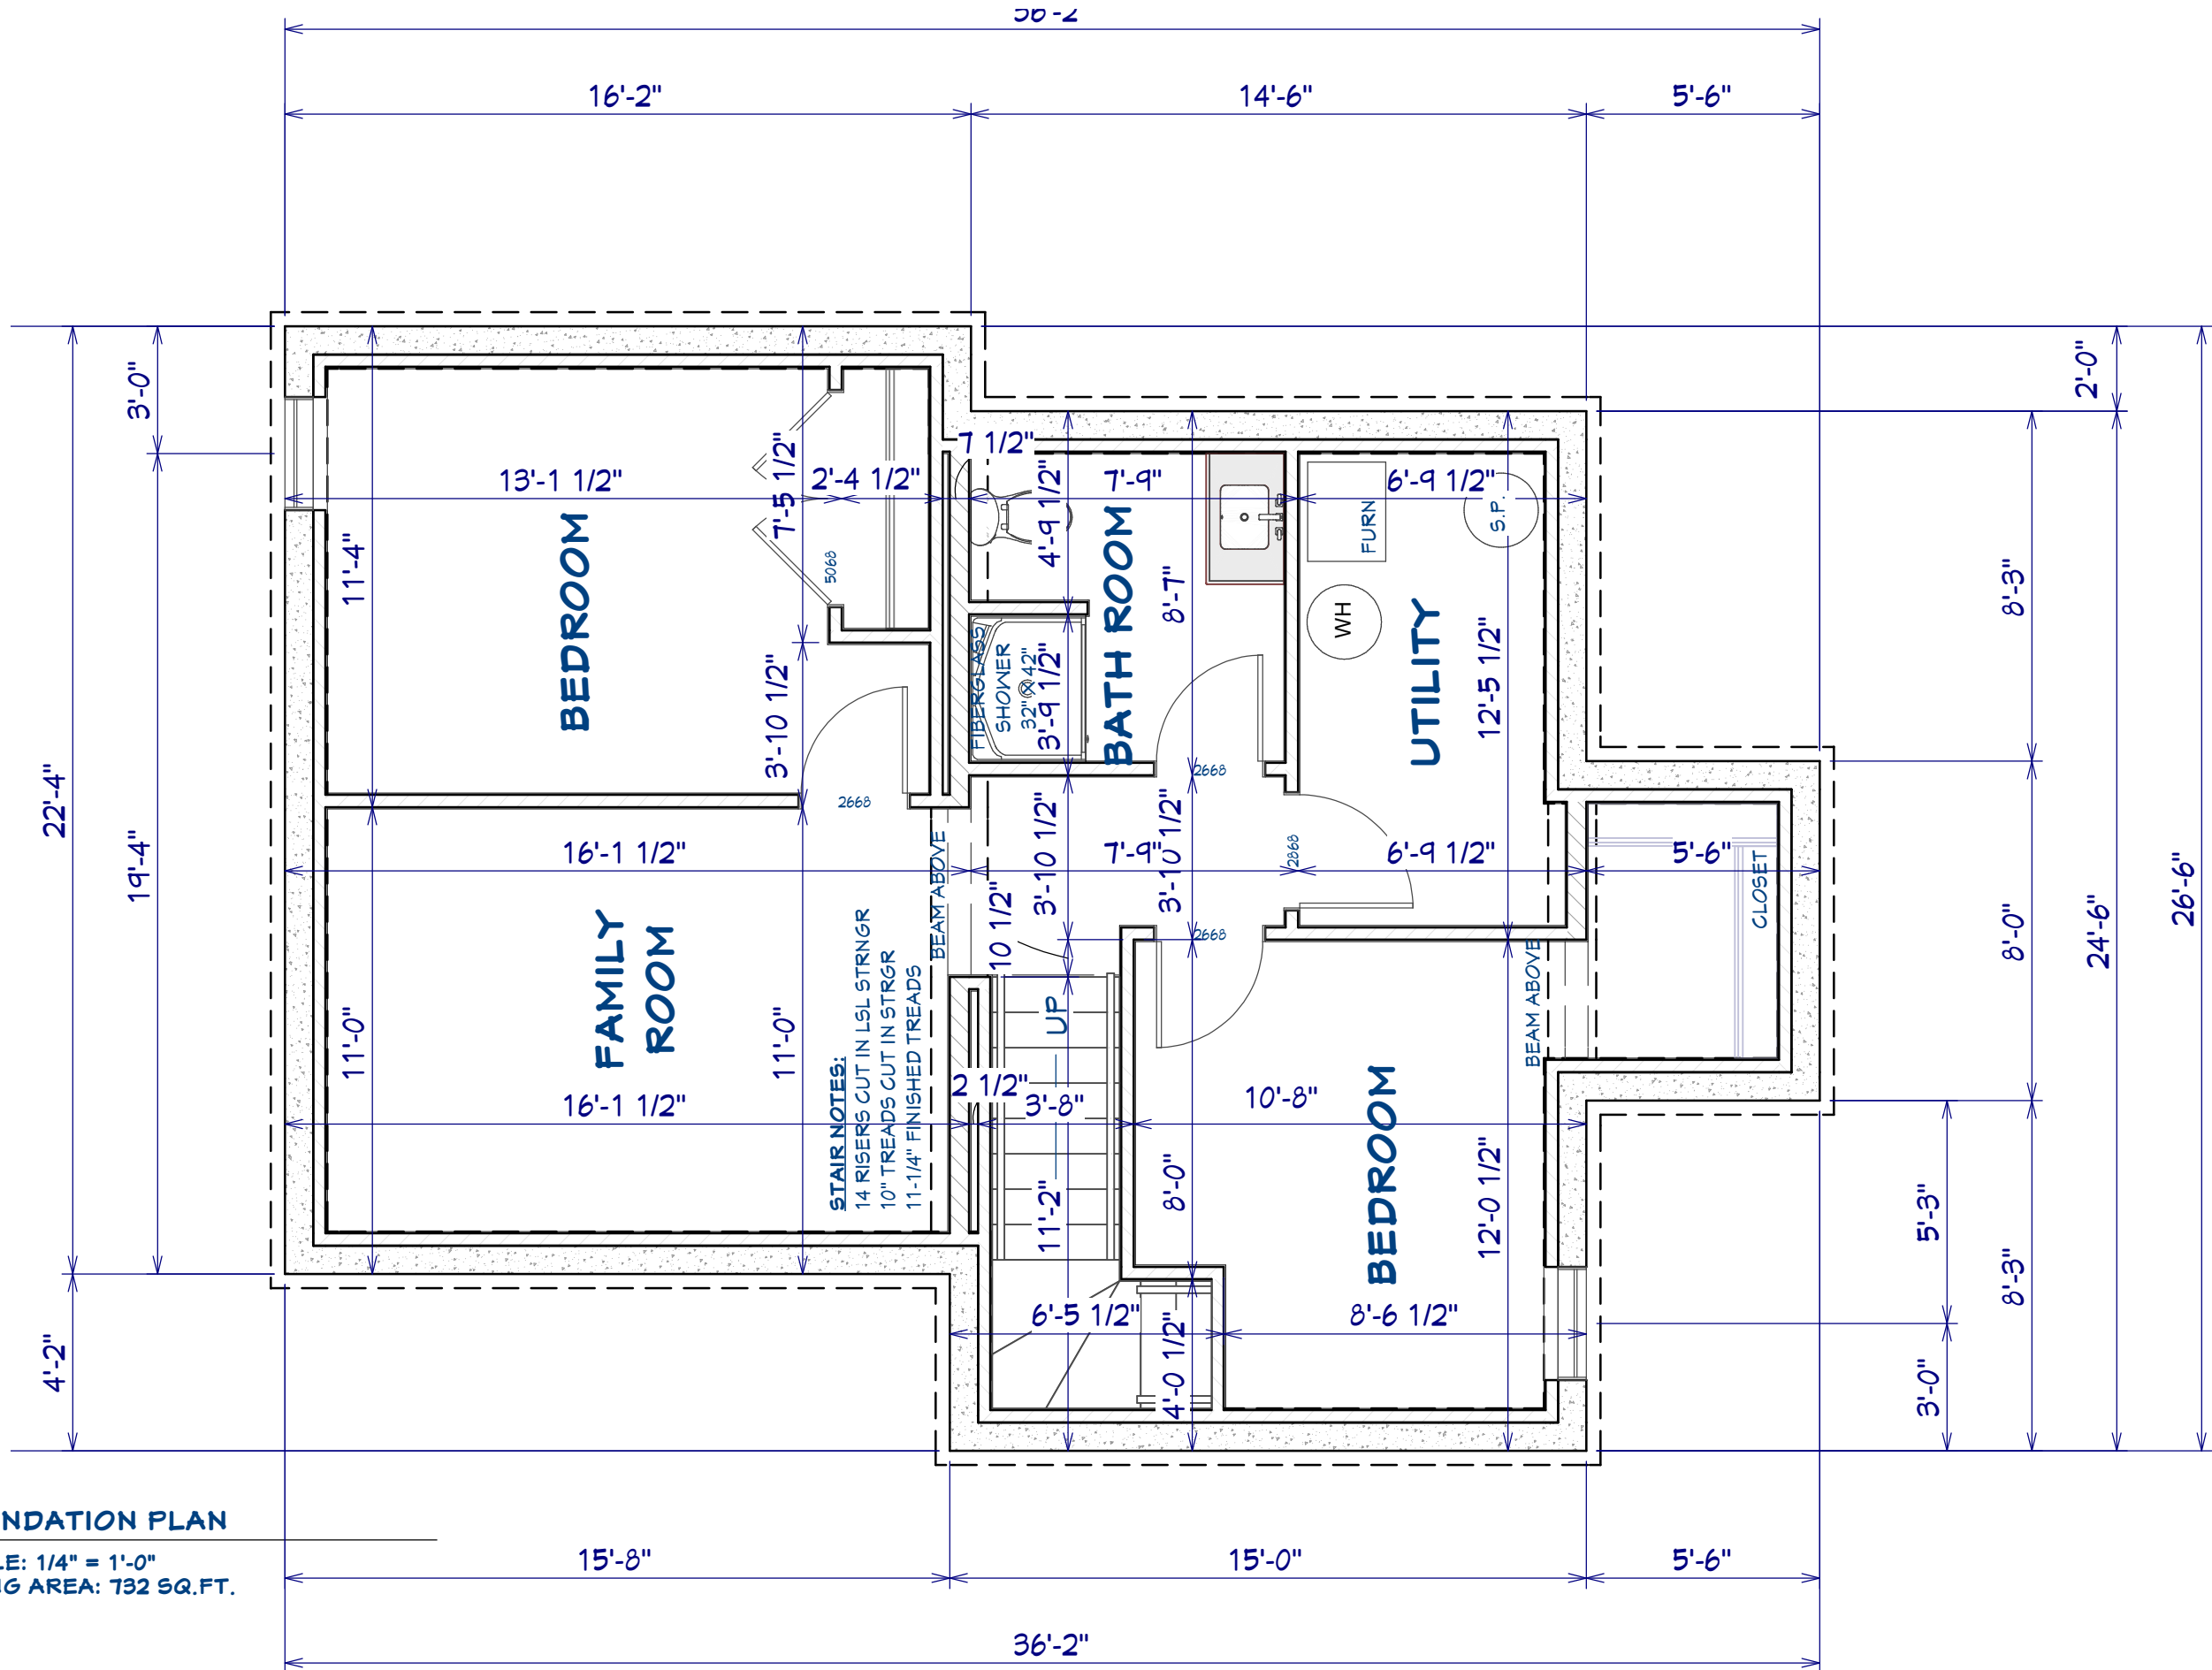 16'-2"
14'-6"
5'-6"
3'-0"
2'-0"
7 1/2"
13'-1 1/2"
2'-4 1/2"
7'-9"
6'-9 1/2"
7'-5 1/2"
4'-9 1/2"
FURN
S.P.
BEDROOM
11'-4"
5068
8'-7"
8'-3"
WH
BATH ROOM
UTILITY
FIBERGLASS
SHOWER
32" X 42"
3'-9 1/2"
12'-5 1/2"
3'-10 1/2"
2668
2668
22'-4"
19'-4"
16'-1 1/2"
BEAM ABOVE
3'-10 1/2"
7'-9"
3'-10 1/2"
2868
6'-9 1/2"
5'-6"
CLOSET
26'-6"
24'-6"
8'-0"
10 1/2"
2668
FAMILY
ROOM
11'-0"
11'-0"
UP
BEAM ABOVE
STAIR NOTES:
14 RISERS CUT IN LSL STRNGR
10" TREADS CUT IN STRGR
11-1/4" FINISHED TREADS
16'-1 1/2"
2 1/2"
3'-8"
10'-8"
BEDROOM
11'-2"
8'-0"
12'-0 1/2"
5'-3"
8'-3"
6'-5 1/2"
8'-6 1/2"
4'-0 1/2"
4'-2"
3'-0"
NDATION PLAN
LE: 1/4" = 1'-0"
G AREA: 732 SQ.FT.
15'-8"
15'-0"
5'-6"
36'-2"